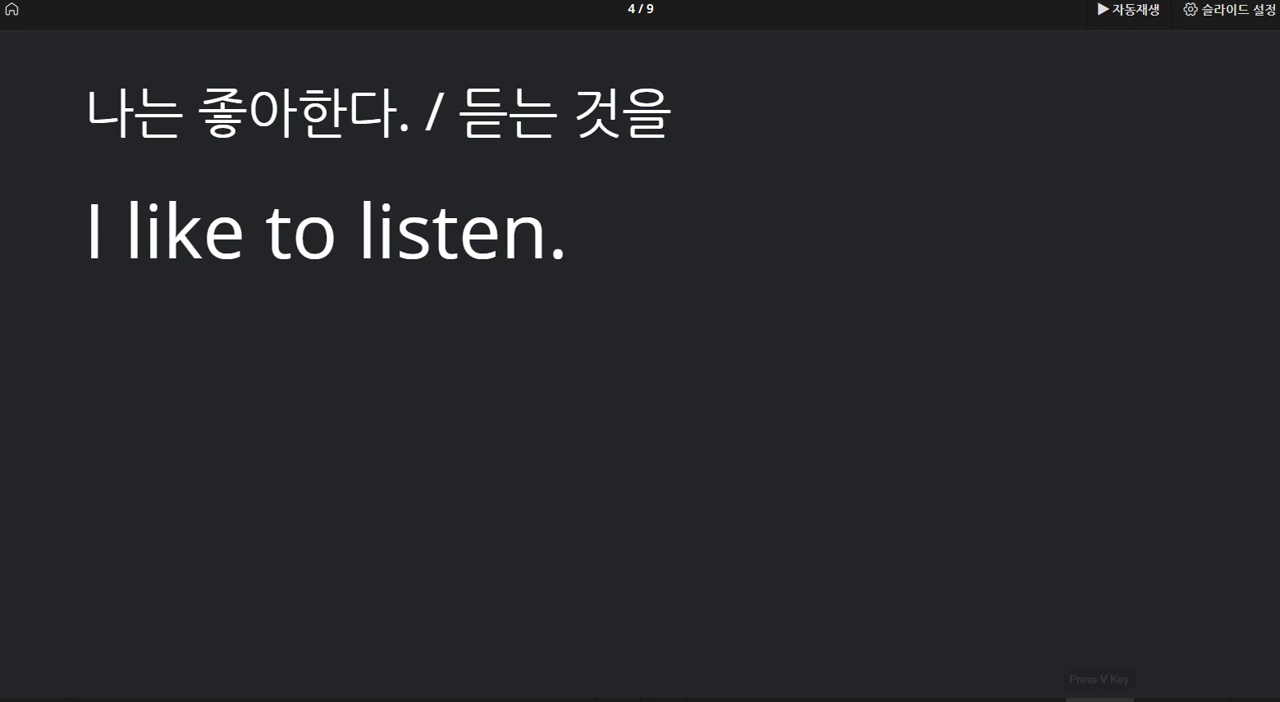 4 / 9
자동재생
슬라이드 설정
나는 좋아한다. / 듣는 것을
I like to listen.
Press V Key